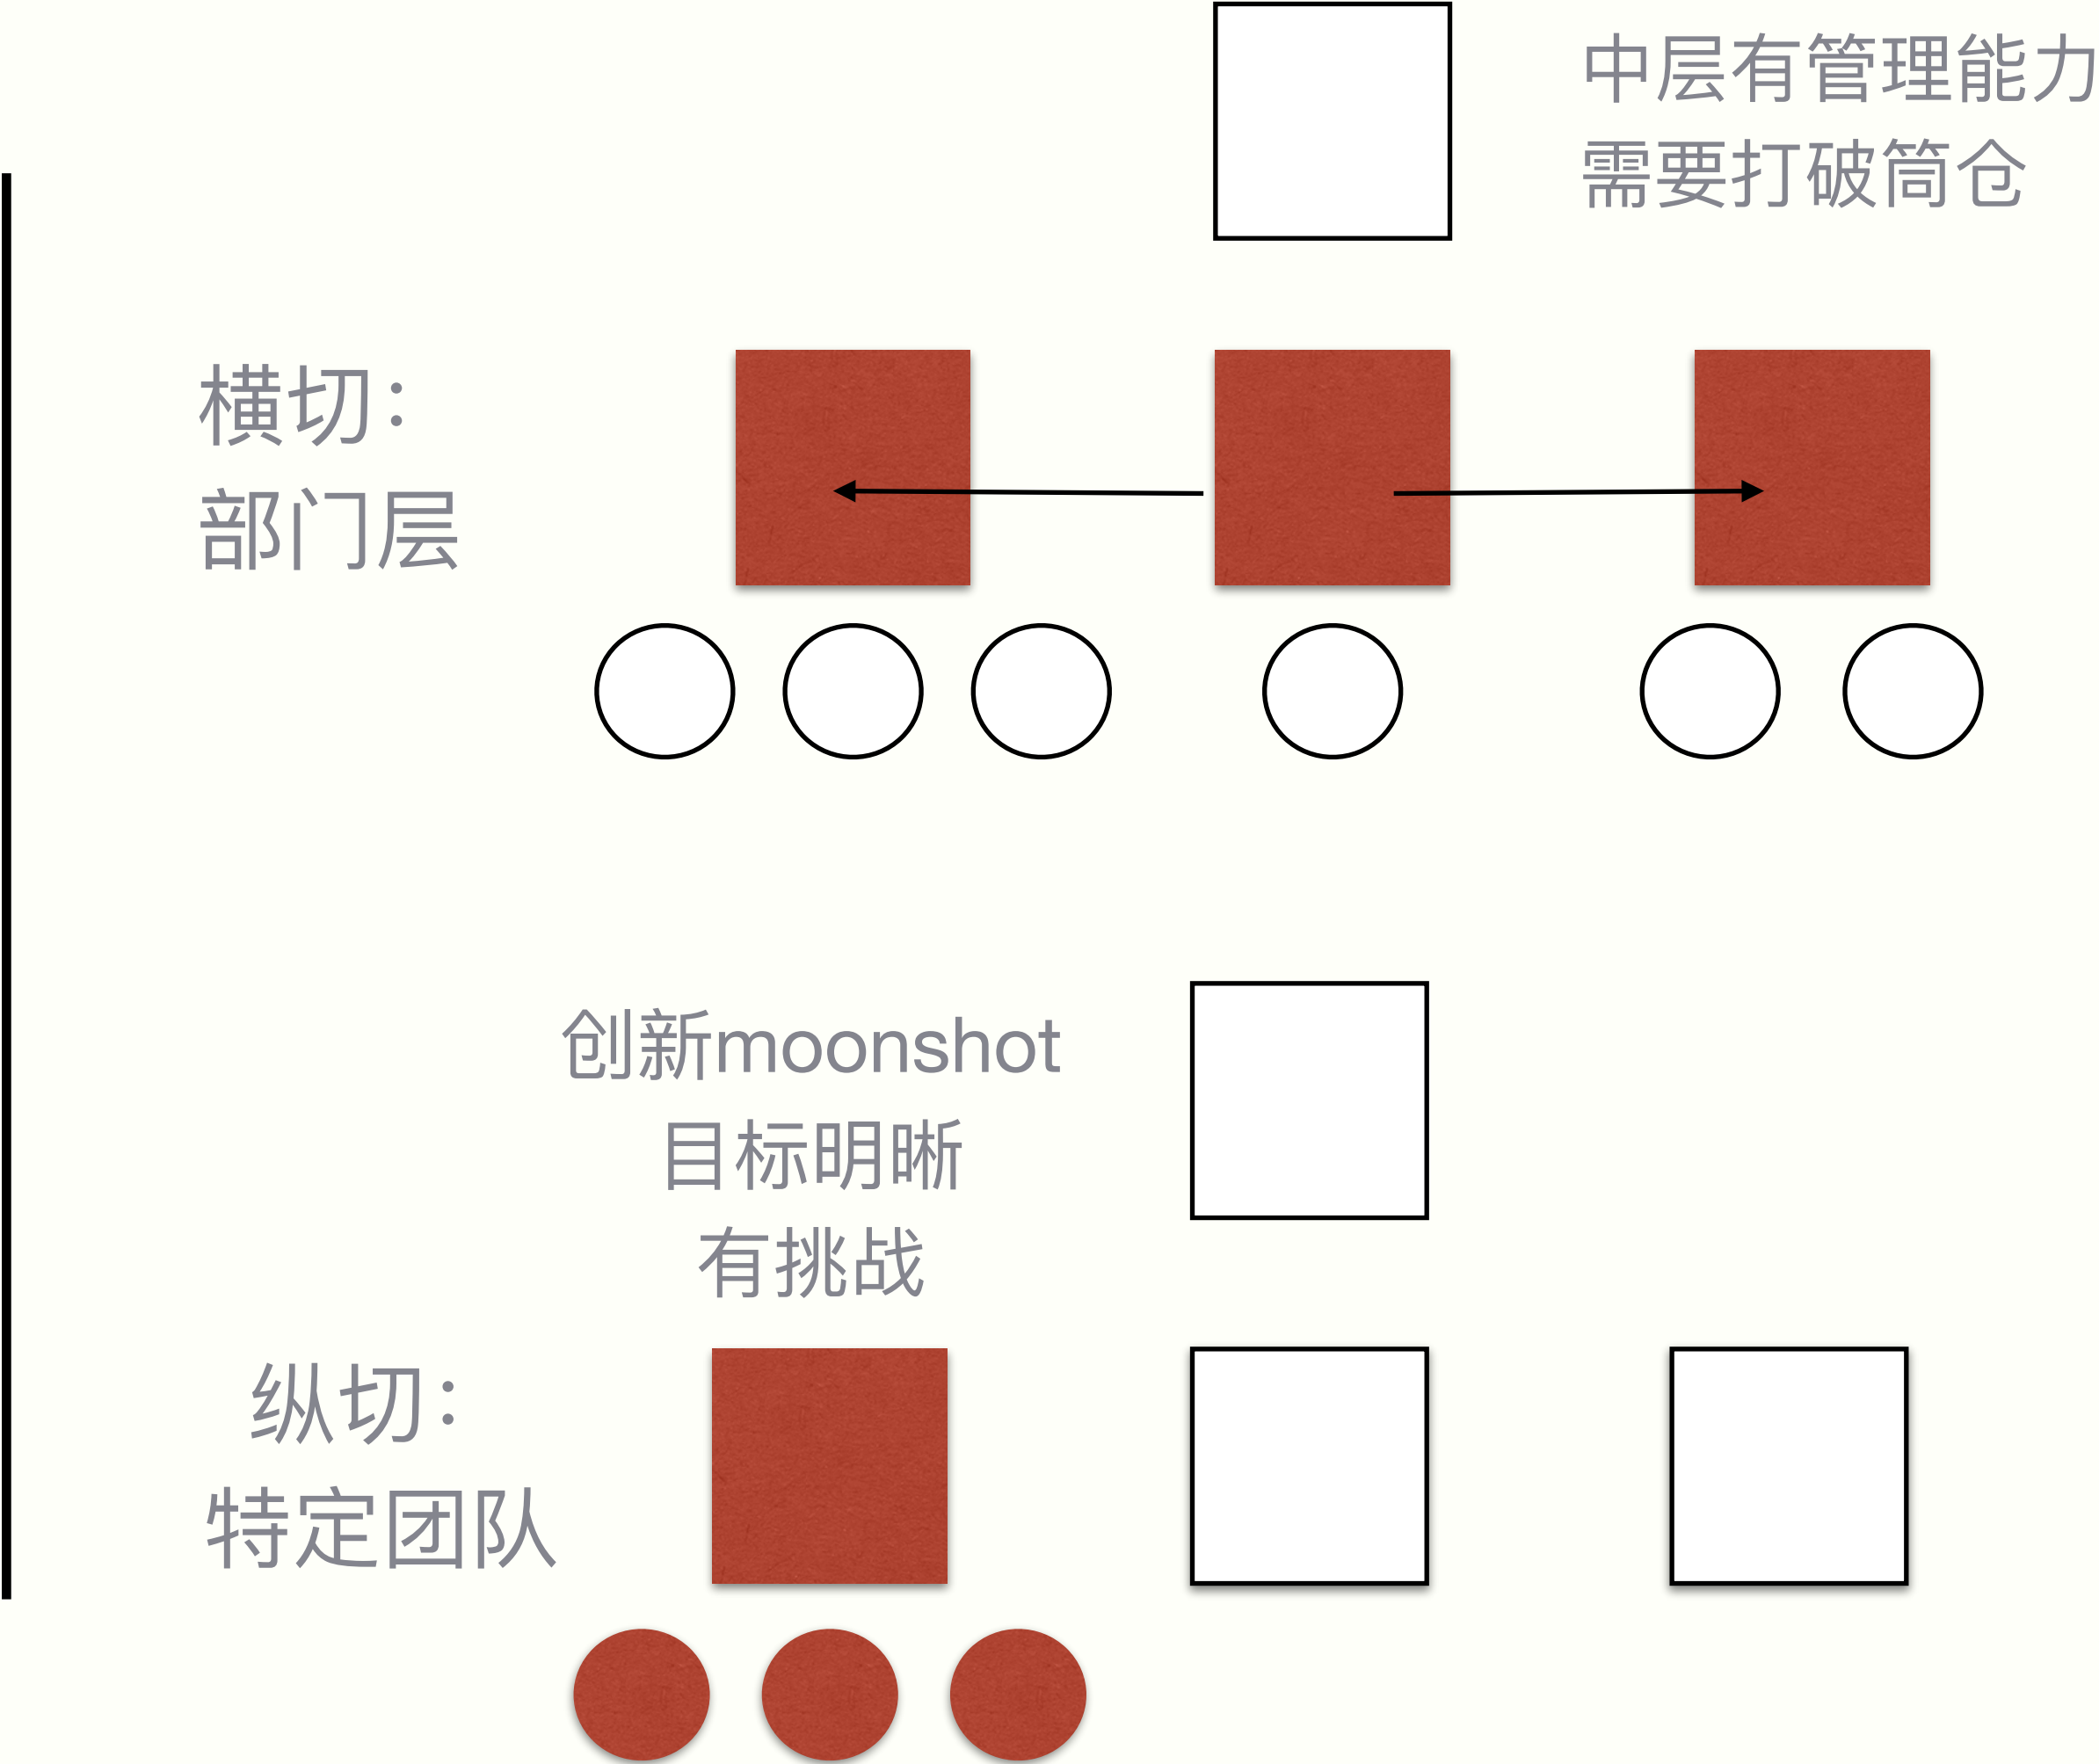 中层有管理能力
需要打破筒仓
横切：
部门层
创新moonshot
目标明晰
有挑战
纵切：
特定团队